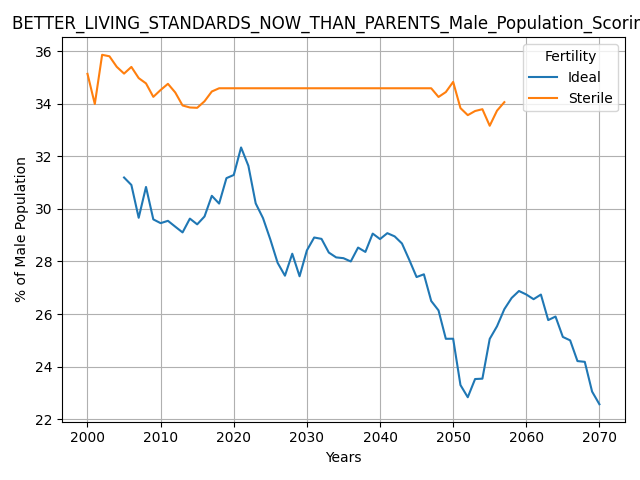 BETTER_LIVING_STANDARDS_NOW_THAN_PARENTS_Male_Population_Scorin
Fertility
Ideal
Sterile
% of Male Population
36
34
32
30
28
26
24
22
2000 2010 2020 2030 2040 2050 2060 2070
Years